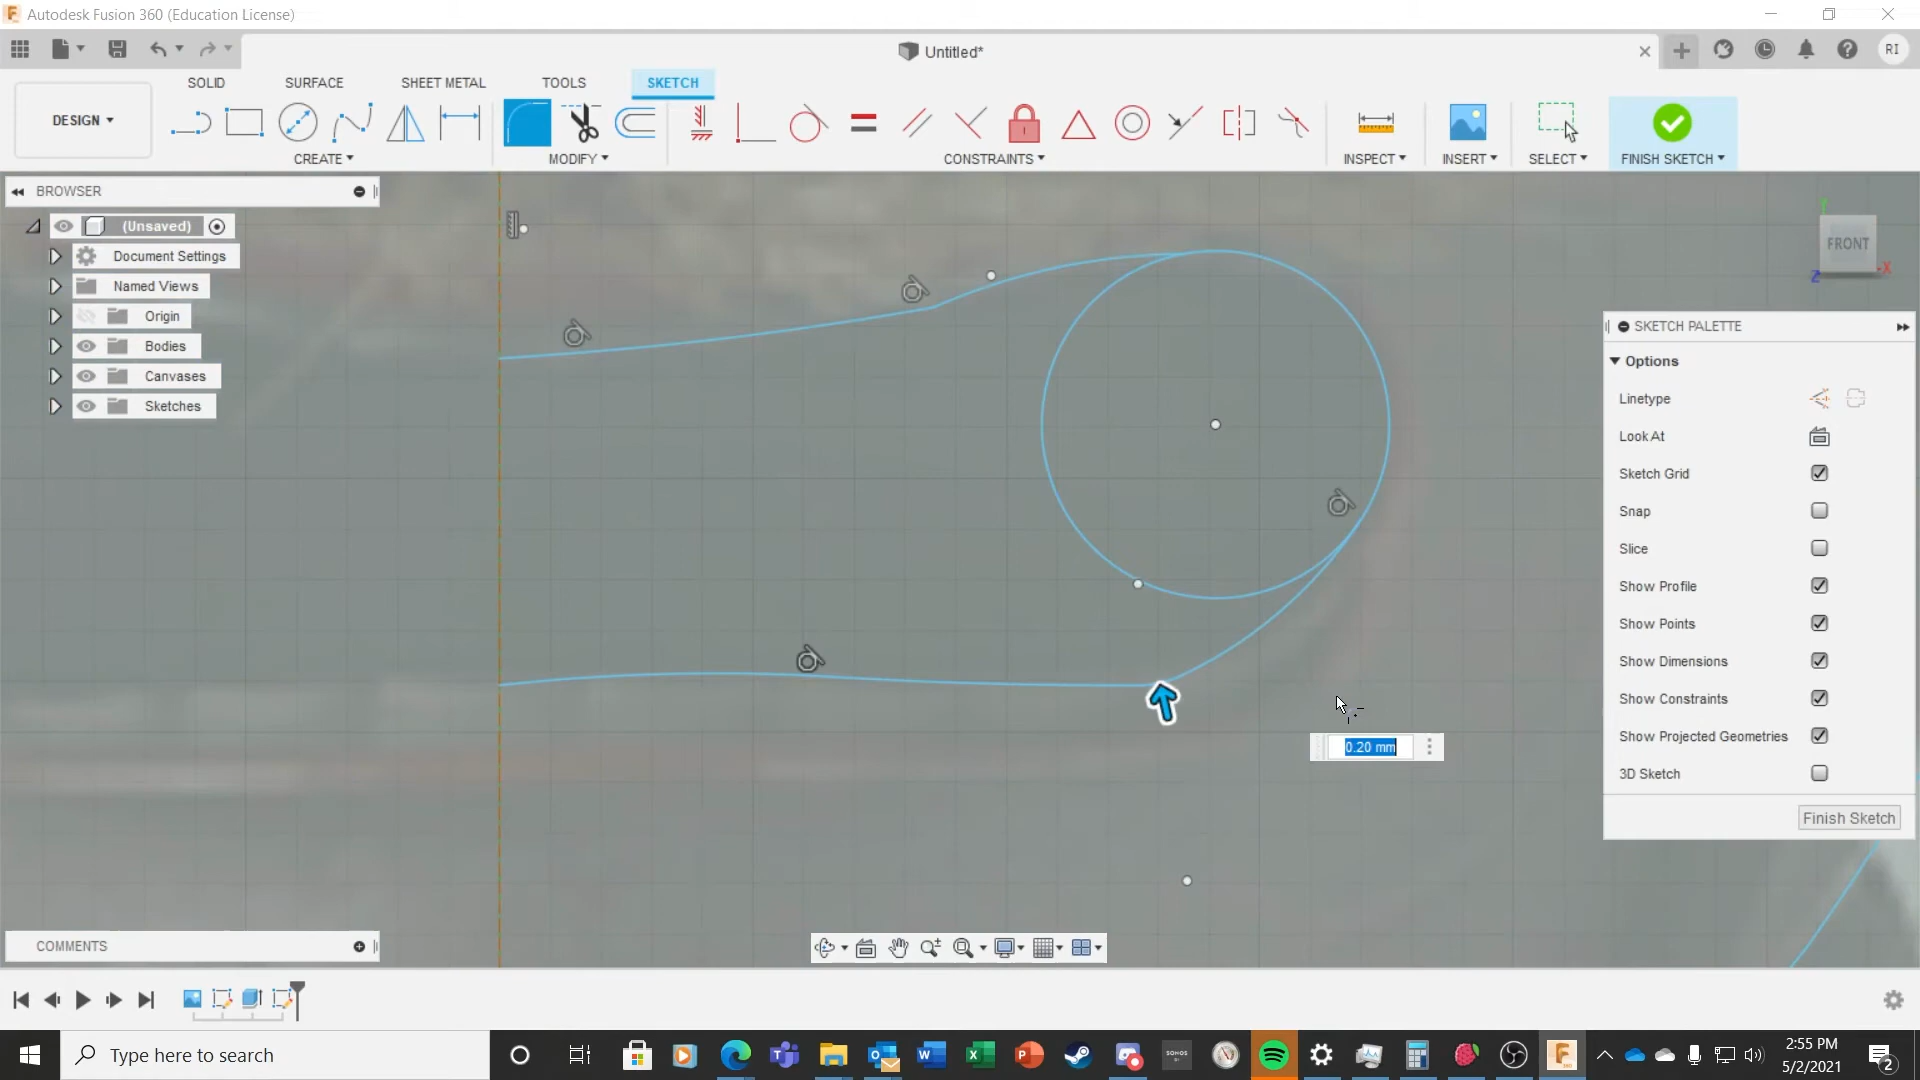 Autodesk Fusion 360 (Education License)
Untitled*
RI
SOLID
SURFACE
SHEET METAL
TOOLS
SKETCH
DESIGN
CREATE
MODIFY
CONSTRAINTS
INSPECT
INSERT
SELECT
FINISH SKETCH
BROWSER
(Unsaved)
Document Settings
Named Views
Origin
Bodies
Canvases
Sketches
Y
FRONT
X
Z
SKETCH PALETTE
Options
Linetype
Look At
Sketch Grid
Snap
Slice
Show Profile
Show Points
Show Dimensions
Show Constraints
Show Projected Geometries
3D Sketch
Finish Sketch
0.20 mm
COMMENTS
Type here to search
SONOS
2:55 PM
5/2/2021
2